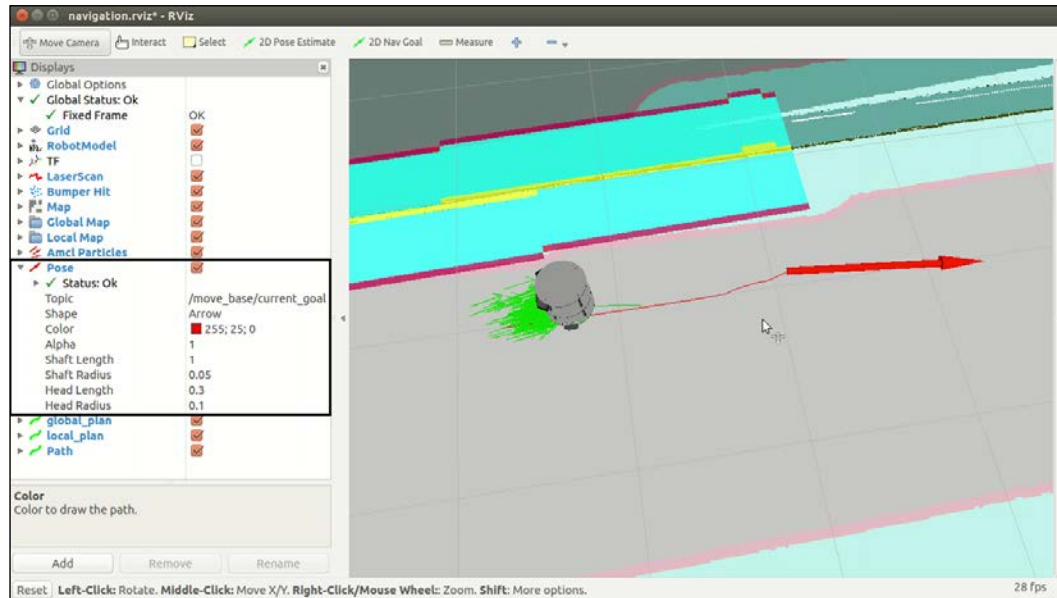 navigation.rviz* - RViz
Move Camera Interact Select 2D Pose Estimate 2D Nav Goal Measure
Displays
Global Options
Global Status: Ok
Fixed Frame OK
Grid
RobotModel
TF
LaserScan
Bumper Hit
Map
Global Map
Local Map
Amcl Particles
Pose
Status: Ok
Topic /move_base/current_goal
Shape Arrow
Color 255; 25; 0
Alpha 1
Shaft Length 1
Shaft Radius 0.05
Head Length 0.3
Head Radius 0.1
global_plan
local_plan
Path
Color
Color to draw the path.
Add Remove Rename
Reset Left-Click: Rotate. Middle-Click: Move X/Y. Right-Click/Mouse Wheel:: Zoom. Shift: More options. 28 fps